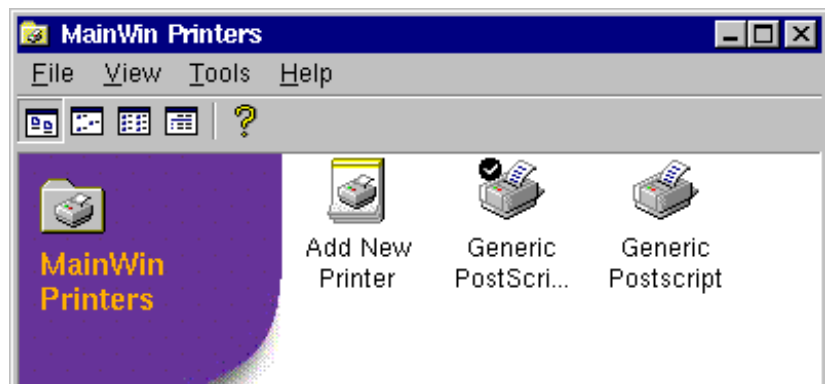 MainWin Printers
File View Tools Help
MainWin
Printers
Add New
Printer
Generic
PostScri...
Generic
Postscript